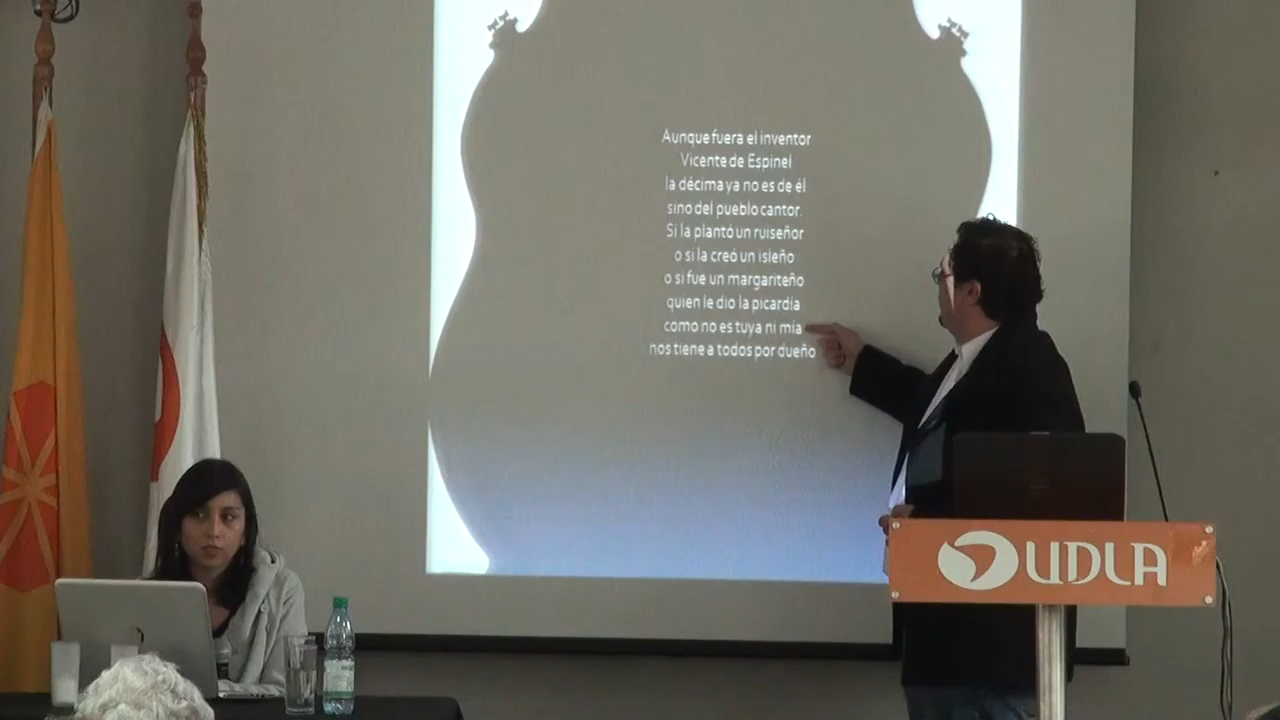 Aunque fuera el inventor
Vicente de Espinel
la décima ya no es de él
sino del pueblo cantor.
Si la plantó un ruiseñor
o si la creó un isleño
o si fue un margariteño
quien le dio la picardía
como no es tuya ni mía
nos tiene a todos por dueño
UDLA